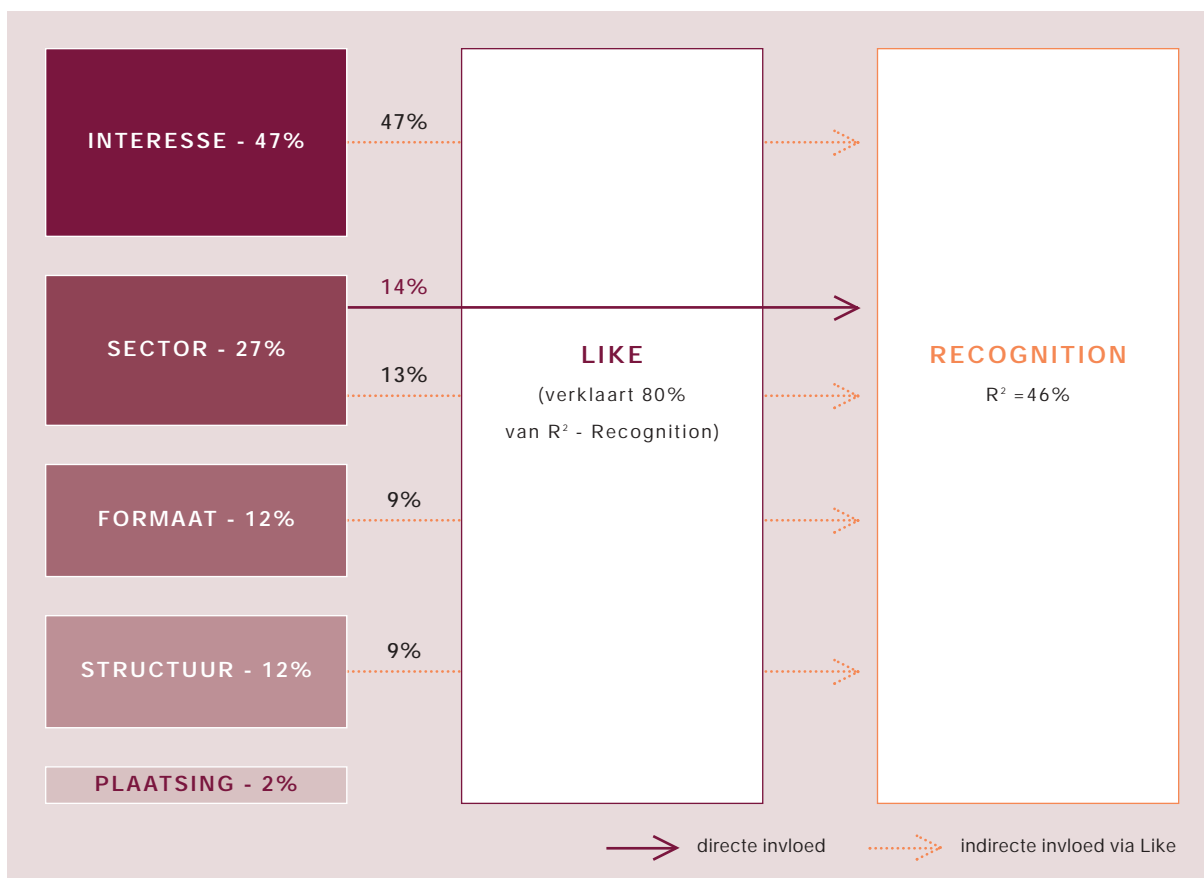 INTERESSE - 47%
47%
14%
SECTOR - 27%
13%
FORMAAT - 12%
9%
STRUCTUUR - 12%
9%
PLAATSING - 2%
LIKE
(verklaart 80%
van R² - Recognition)
RECOGNITION
R² =46%
directe invloed
indirecte invloed via Like